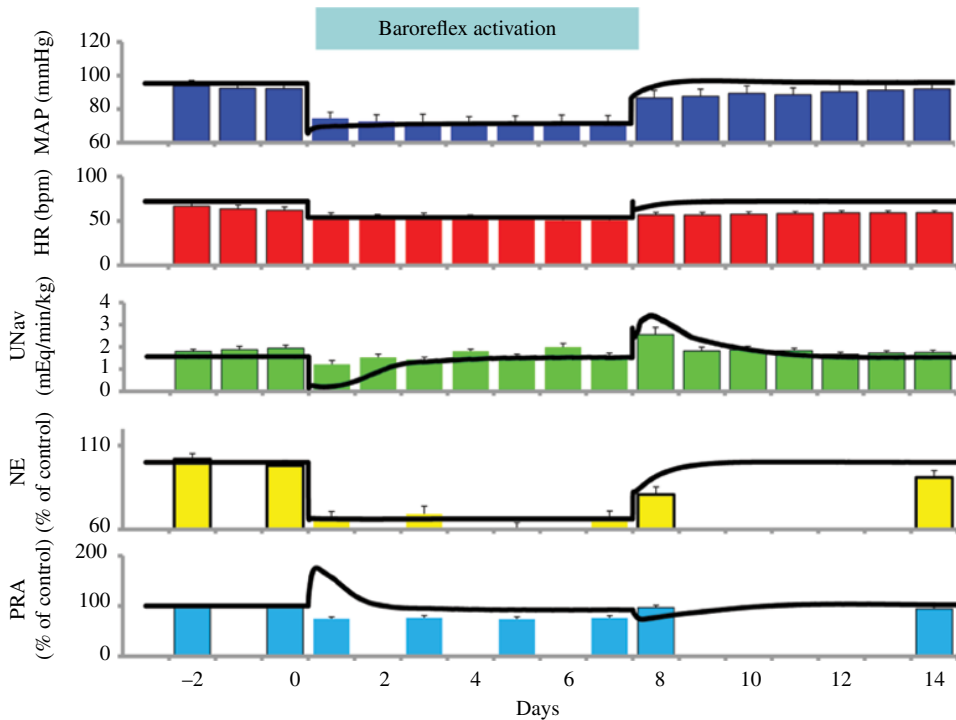 Baroreflex activation
MAP (mmHg)
120
100
80
60
HR (bpm)
100
50
0
UNav
(mEq/min/kg)
4
3
2
1
0
NE
(% of control)
110
60
PRA
(% of control)
200
100
0
–2 0 2 4 6 8 10 12 14
Days